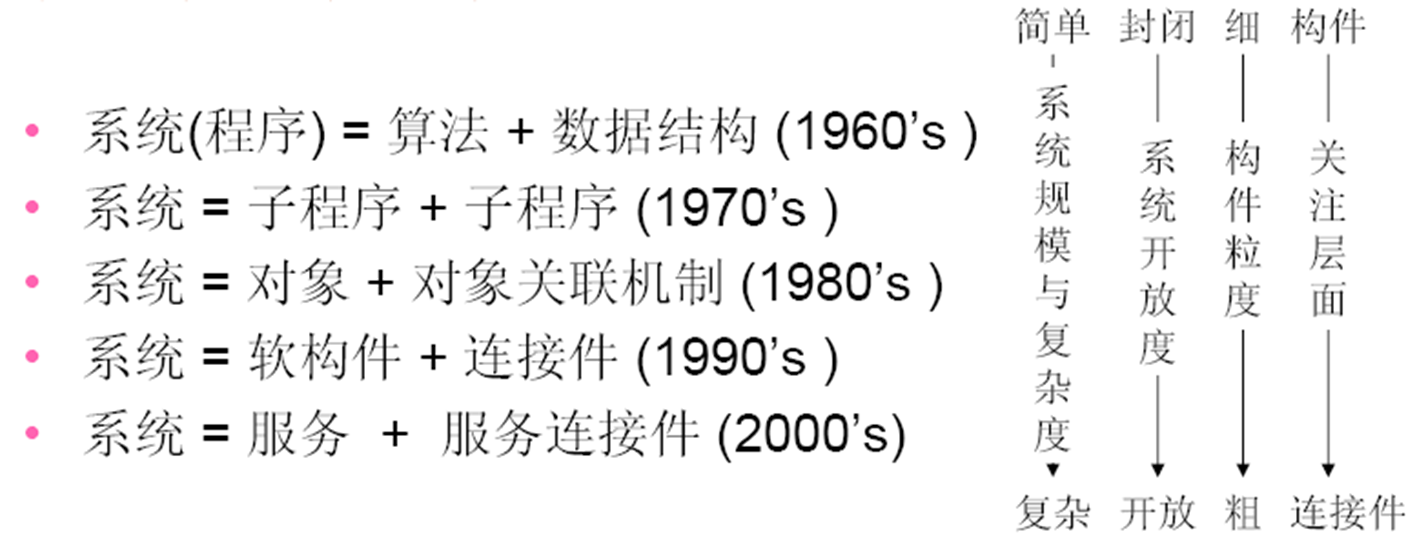 • 系统(程序) = 算法 + 数据结构 (1960’s )
• 系统 = 子程序 + 子程序 (1970’s )
• 系统 = 对象 + 对象关联机制 (1980’s )
• 系统 = 软构件 + 连接件 (1990’s )
• 系统 = 服务 + 服务连接件 (2000’s)
简单 封闭 细 构件
系统规模与复杂度
系统开放度
构件粒度
关注层面
复杂 开放 粗 连接件